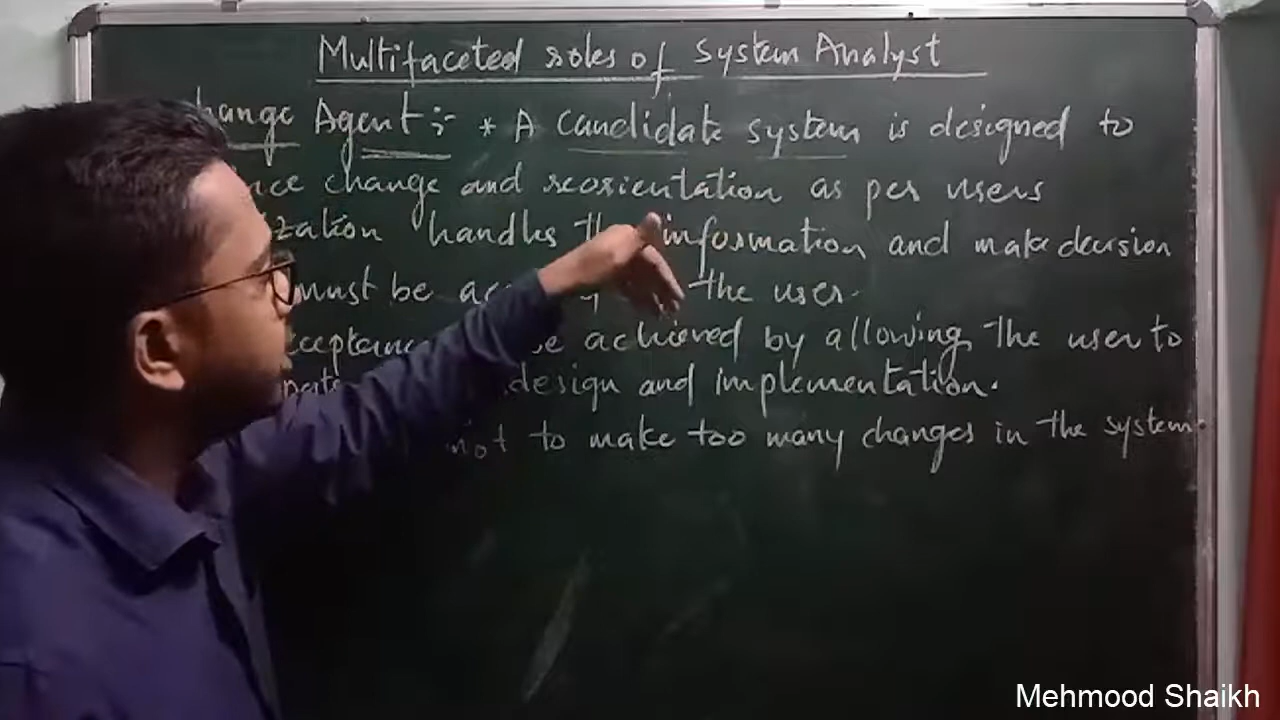 Multifaceted roles of System Analyst
hange Agent :- * A candidate system is designed to
nce change and reorientation as per users
zation handles the information and make decision
must be the user.
cceptance be achieved by allowing the user to
design and implementation.
not to make too many changes in the system.
Mehmood Shaikh